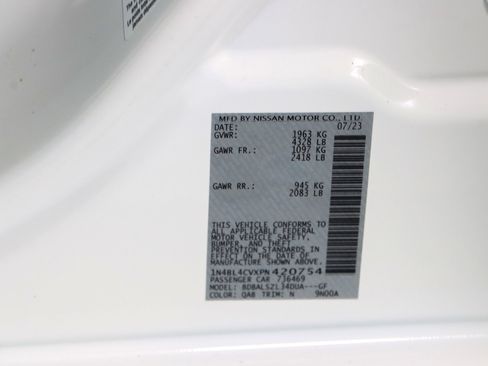 MFD BY NISSAN MOTOR CO., LTD.
DATE: 07/23
GVWR: 1963 KG
4328 LB
GAWR FR.: 1097 KG
2418 LB
GAWR RR.: 945 KG
2083 LB
THIS VEHICLE CONFORMS TO
ALL APPLICABLE FEDERAL
MOTOR VEHICLE SAFETY,
BUMPER, AND THEFT
PREVENTION STANDARDS IN
EFFECT ON THE DATE OF
MANUFACTURE SHOWN ABOVE.
1N4BL4CVXPN420754
PASSENGER CAR 736469
MODEL: BDBALSZL34DUA---GF
COLOR: QAB TRIM: N 9N00A